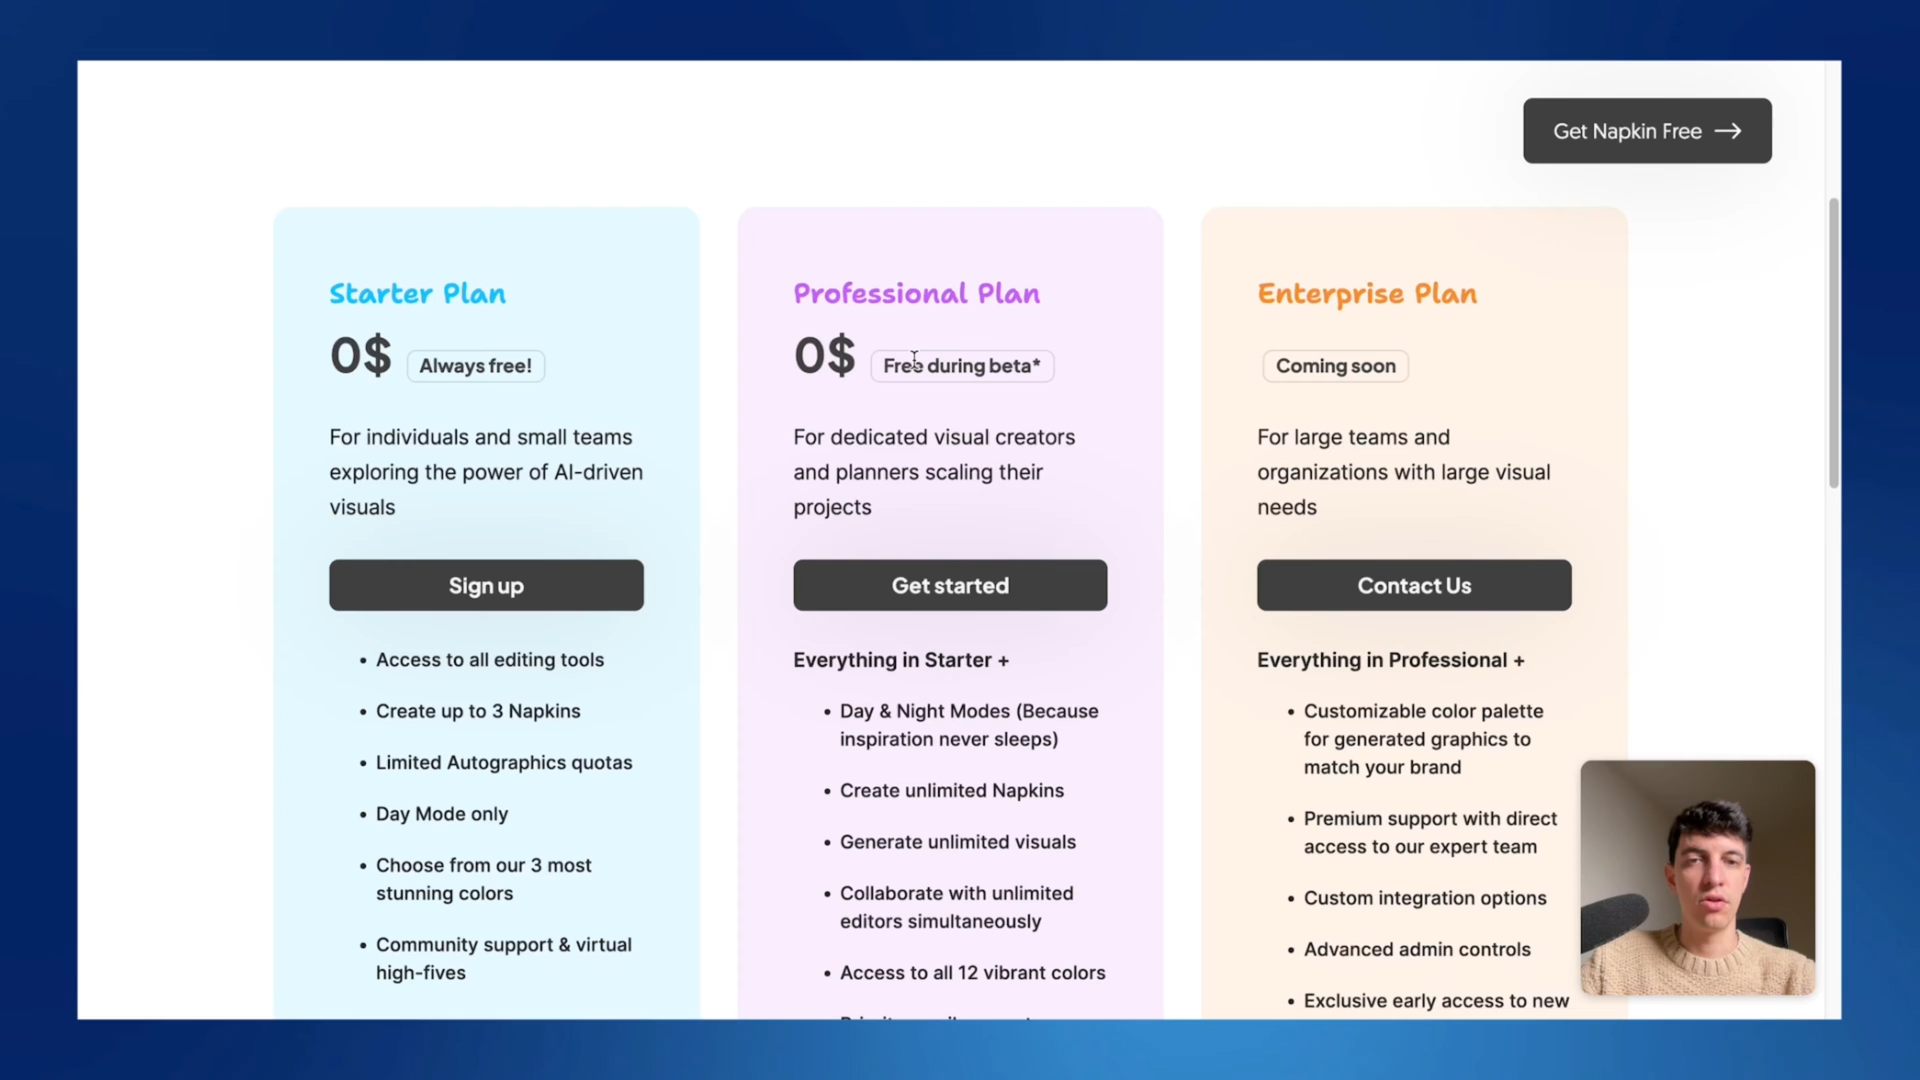 Get Napkin Free
Starter Plan
0$ Always free!
For individuals and small teams
exploring the power of AI-driven
visuals
Sign up
• Access to all editing tools
• Create up to 3 Napkins
• Limited Autographics quotas
• Day Mode only
• Choose from our 3 most
stunning colors
• Community support & virtual
high-fives
Professional Plan
0$ Free during beta*
For dedicated visual creators
and planners scaling their
projects
Get started
Everything in Starter +
• Day & Night Modes (Because
inspiration never sleeps)
• Create unlimited Napkins
• Generate unlimited visuals
• Collaborate with unlimited
editors simultaneously
• Access to all 12 vibrant colors
Enterprise Plan
Coming soon
For large teams and
organizations with large visual
needs
Contact Us
Everything in Professional +
• Customizable color palette
for generated graphics to
match your brand
• Premium support with direct
access to our expert team
• Custom integration options
• Advanced admin controls
• Exclusive early access to new